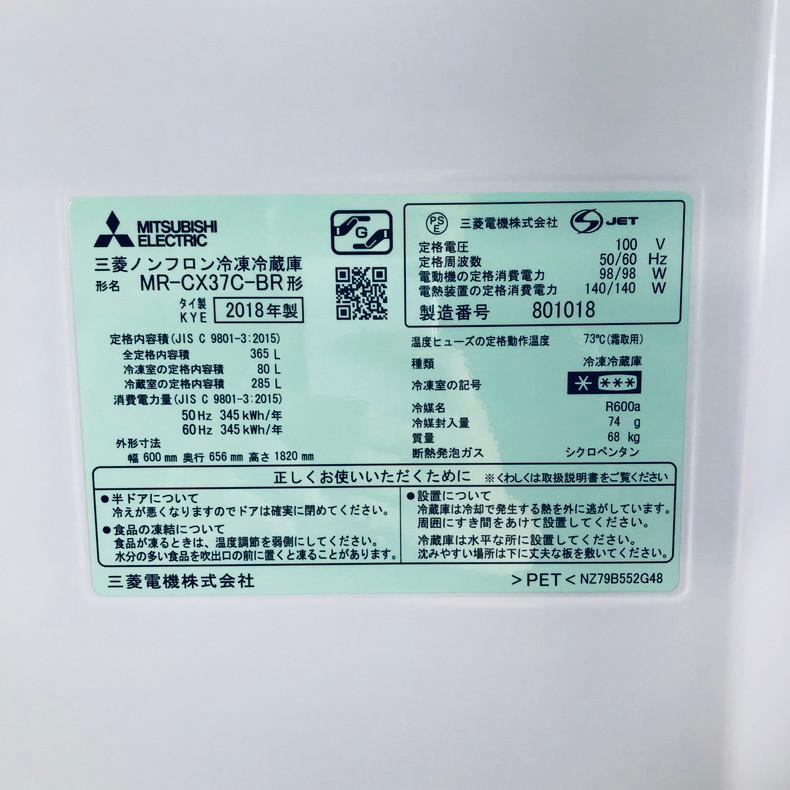 MITSUBISHI
ELECTRIC
G
三菱ノンフロン冷凍冷蔵庫
形名 MR-CX37C-BR形
タイ製
KYE 2018年製
PS
E 三菱電機株式会社 S JET
定格電圧 100 V
定格周波数 50/60 Hz
電動機の定格消費電力 98/98 W
電熱装置の定格消費電力 140/140 W
製造番号 801018
定格内容積(JIS C 9801-3:2015)
全定格内容積 365 L
冷凍室の定格内容積 80 L
冷蔵室の定格内容積 285 L
消費電力量(JIS C 9801-3:2015)
50Hz 345kWh/年
60Hz 345kWh/年
外形寸法
幅 600mm 奥行 656mm 高さ 1820mm
温度ヒューズの定格動作温度 73℃(霜取用)
種類 冷凍冷蔵庫
冷凍室の記号 * ***
冷媒名 R600a
冷媒封入量 74 g
質量 68 kg
断熱発泡ガス シクロペンタン
正しくお使いいただくために ※くわしくは取扱説明書をご覧ください
●半ドアについて
冷えが悪くなりますのでドアは確実に閉めてください。
●食品の凍結について
食品が凍るときは、温度調節を弱側にしてください。
水分の多い食品を吹出口の前に置くと凍ることがあります。
●設置について
冷蔵庫は冷却で発生する熱を外に逃がしています。
周囲にすき間をあけて設置してください。
冷蔵庫は水平な所に設置してください。
沈みやすい場所は下に丈夫な板を敷いてください。
三菱電機株式会社 >PET< NZ79B552G48